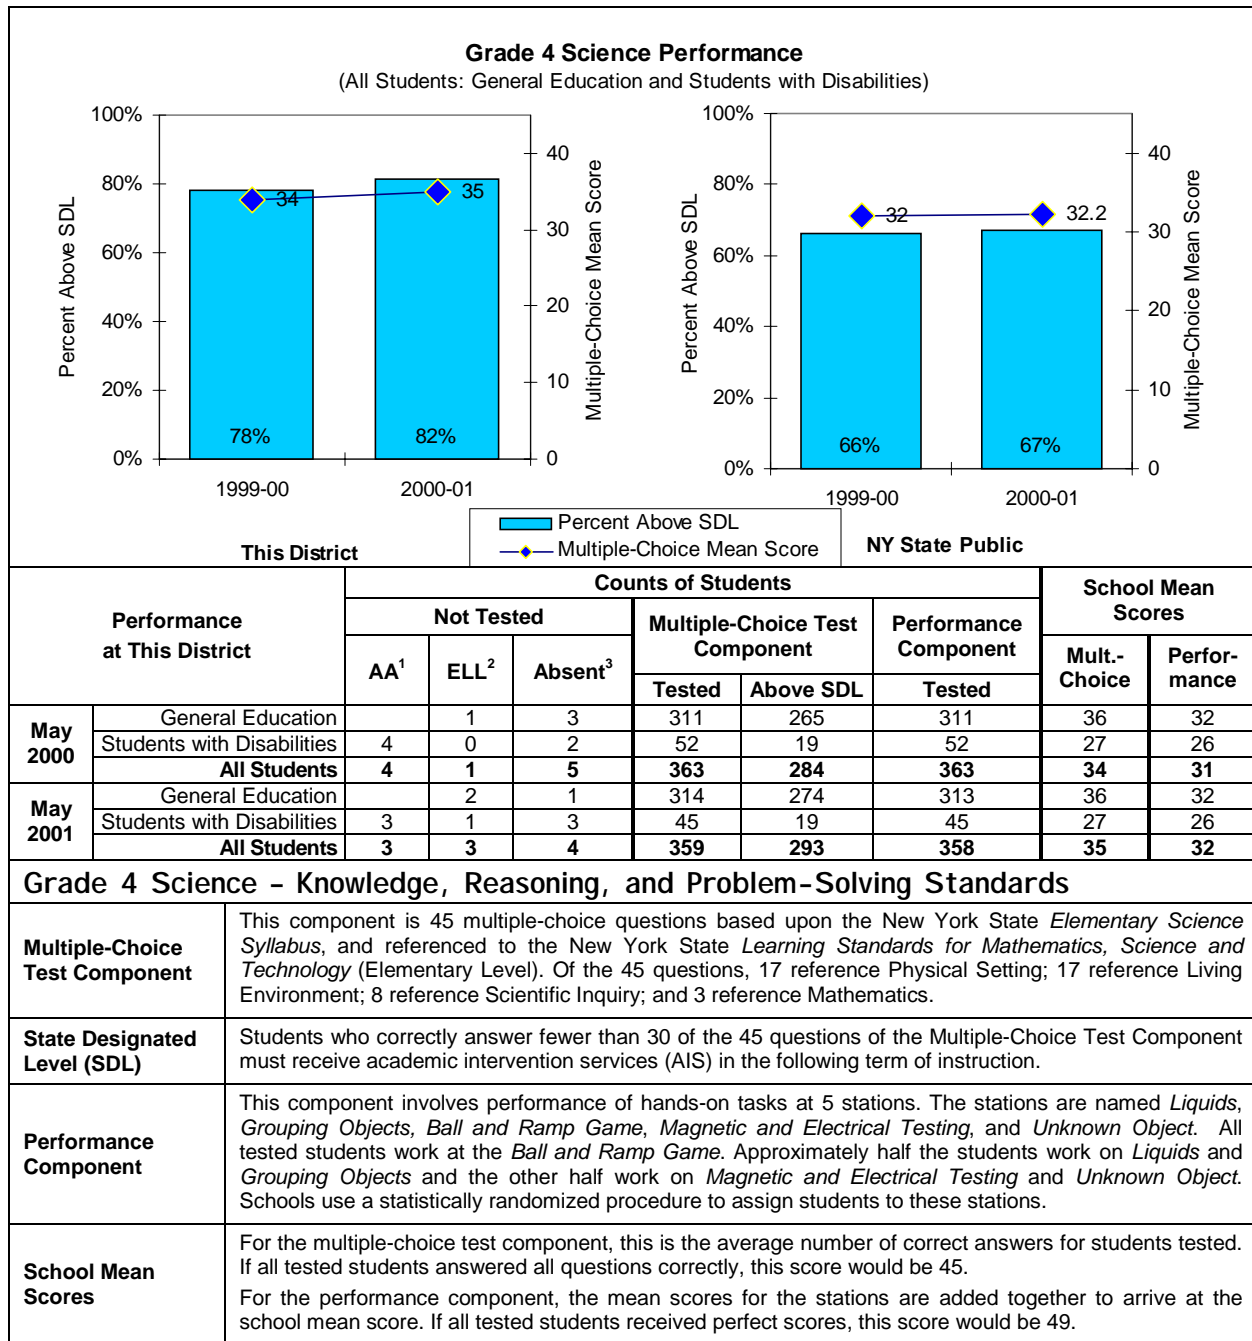 Grade 4 Science Performance
(All Students: General Education and Students with Disabilities)
100%
80%
60%
40%
20%
0%
Percent Above SDL
34
35
78%
82%
1999-00
2000-01
40
30
20
10
0
Multiple-Choice Mean Score
This District
100%
80%
60%
40%
20%
0%
Percent Above SDL
32
32.2
66%
67%
1999-00
2000-01
40
30
20
10
0
Multiple-Choice Mean Score
NY State Public
Percent Above SDL
Multiple-Choice Mean Score
Performance
at This District
Counts of Students
School Mean
Scores
Not Tested
Multiple-Choice Test
Component
Performance
Component
Mult.-
Choice
Perfor-
mance
AA¹ ELL² Absent³
Tested Above SDL Tested
May
2000
General Education 1 3 311 265 311 36 32
Students with Disabilities 4 0 2 52 19 52 27 26
All Students 4 1 5 363 284 363 34 31
May
2001
General Education 2 1 314 274 313 36 32
Students with Disabilities 3 1 3 45 19 45 27 26
All Students 3 3 4 359 293 358 35 32
Grade 4 Science – Knowledge, Reasoning, and Problem-Solving Standards
Multiple-Choice
Test Component
This component is 45 multiple-choice questions based upon the New York State Elementary Science
Syllabus, and referenced to the New York State Learning Standards for Mathematics, Science and
Technology (Elementary Level). Of the 45 questions, 17 reference Physical Setting; 17 reference Living
Environment; 8 reference Scientific Inquiry; and 3 reference Mathematics.
State Designated
Level (SDL)
Students who correctly answer fewer than 30 of the 45 questions of the Multiple-Choice Test Component
must receive academic intervention services (AIS) in the following term of instruction.
Performance
Component
This component involves performance of hands-on tasks at 5 stations. The stations are named Liquids,
Grouping Objects, Ball and Ramp Game, Magnetic and Electrical Testing, and Unknown Object. All
tested students work at the Ball and Ramp Game. Approximately half the students work on Liquids and
Grouping Objects and the other half work on Magnetic and Electrical Testing and Unknown Object.
Schools use a statistically randomized procedure to assign students to these stations.
School Mean
Scores
For the multiple-choice test component, this is the average number of correct answers for students tested.
If all tested students answered all questions correctly, this score would be 45.
For the performance component, the mean scores for the stations are added together to arrive at the
school mean score. If all tested students received perfect scores, this score would be 49.